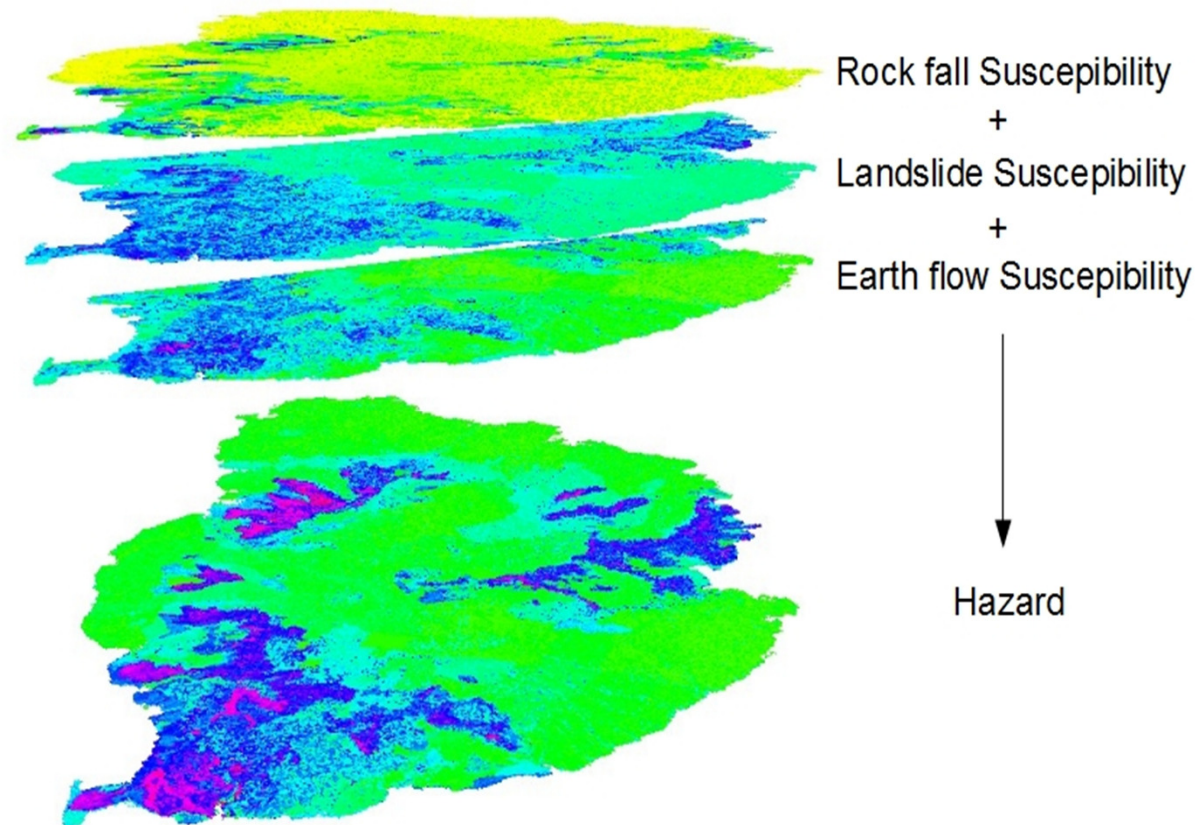 Rock fall Suscepibility
+
Landslide Suscepibility
+
Earth flow Suscepibility
Hazard